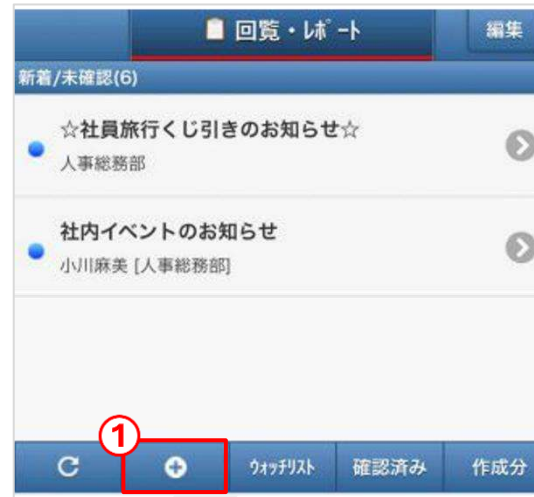 回覧・ﾚﾎﾟｰﾄ
編集
新着/未確認(6)
☆社員旅行くじ引きのお知らせ☆
人事総務部
社内イベントのお知らせ
小川麻美 [人事総務部]
1
ｳｫｯﾁﾘｽﾄ
確認済み
作成分